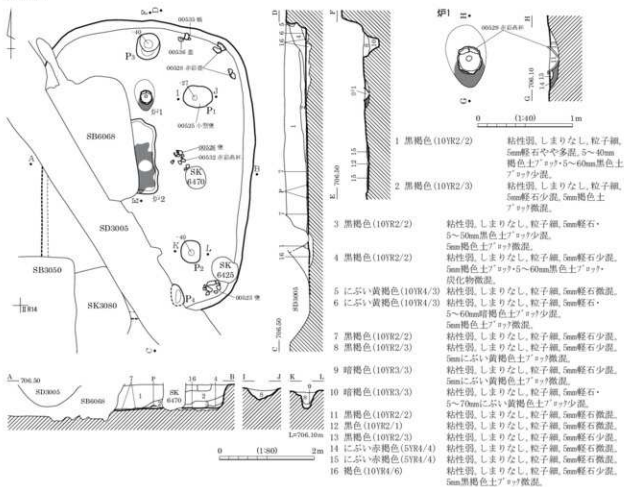 炉1
H
G
706.10
0 (1:40) 1m
SB6068
SD3005
SB3050
SK3080
SK6470
SK6425
P3
P1
P2
P4
炉1
炉2
A
B
C
D
E
F
I
J
K
L
706.50
SD3005
A 706.50
SD3005
SB6068
SK6470
L=706.10m
0 (1:80) 2m
1 黒褐色(10YR2/2) 粘性弱、しまりなし、粒子細、
5mm軽石やや多混、5~40mm
褐色土ブロック・5~60mm黒色土
ブロック少混。
2 黒褐色(10YR2/3) 粘性弱、しまりなし、粒子細、
5mm軽石少混、5mm褐色土
ブロック微混。
3 黒褐色(10YR2/2) 粘性弱、しまりなし、粒子細、5mm軽石・
5~50mm黒色土ブロック少混、
5mm褐色土ブロック微混。
4 黒褐色(10YR2/2) 粘性弱、しまりなし、粒子細、5mm軽石少混、
5mm褐色土ブロック・5~60mm黒色土ブロック・
炭化物微混。
5 にぶい黄褐色(10YR4/3) 粘性弱、しまりなし、粒子細、5mm軽石微混。
6 にぶい黄褐色(10YR4/3) 粘性弱、しまりなし、粒子細、5mm軽石・
5~60mm暗褐色土ブロック少混、
5mm褐色土ブロック微混。
7 黒褐色(10YR2/2) 粘性弱、しまりなし、粒子細、5mm軽石少混。
8 黒褐色(10YR2/3) 粘性弱、しまりなし、粒子細、5mm軽石少混、
5mmにぶい黄褐色土ブロック微混。
9 暗褐色(10YR3/3) 粘性弱、しまりなし、粒子細、5mm軽石少混、
5mmにぶい黄褐色土ブロック微混。
10 暗褐色(10YR3/3) 粘性弱、しまりなし、粒子細、5mm軽石・
5~70mmにぶい黄褐色土ブロック少混。
11 黒褐色(10YR2/2) 粘性弱、しまりなし、粒子細、5mm軽石微混。
12 黒色(10YR2/1) 粘性弱、しまりなし、粒子細、5mm軽石微混。
13 黒褐色(10YR2/3) 粘性弱、しまりなし、粒子細、5mm軽石少混。
14 にぶい赤褐色(5YR4/4) 粘性弱、しまりなし、粒子細、5mm軽石微混。
15 にぶい赤褐色(5YR4/4) 粘性弱、しまりなし、粒子細、5mm軽石微混。
16 褐色(10YR4/6) 粘性弱、しまりなし、粒子細、5mm軽石少混、
5mm黒褐色土ブロック微混。